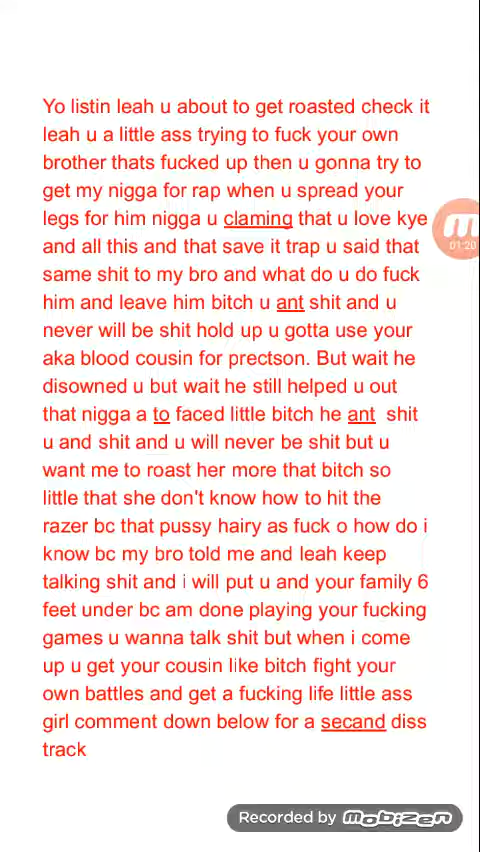 Yo listin leah u about to get roasted check it
leah u a little ass trying to fuck your own
brother thats fucked up then u gonna try to
get my nigga for rap when u spread your
legs for him nigga u claming that u love kye
and all this and that save it trap u said that
same shit to my bro and what do u do fuck
him and leave him bitch u ant shit and u
never will be shit hold up u gotta use your
aka blood cousin for prectson. But wait he
disowned u but wait he still helped u out
that nigga a to faced little bitch he ant shit
u and shit and u will never be shit but u
want me to roast her more that bitch so
little that she don't know how to hit the
razer bc that pussy hairy as fuck o how do i
know bc my bro told me and leah keep
talking shit and i will put u and your family 6
feet under bc am done playing your fucking
games u wanna talk shit but when i come
up u get your cousin like bitch fight your
own battles and get a fucking life little ass
girl comment down below for a secand diss
track
01:20
Recorded by mobizen